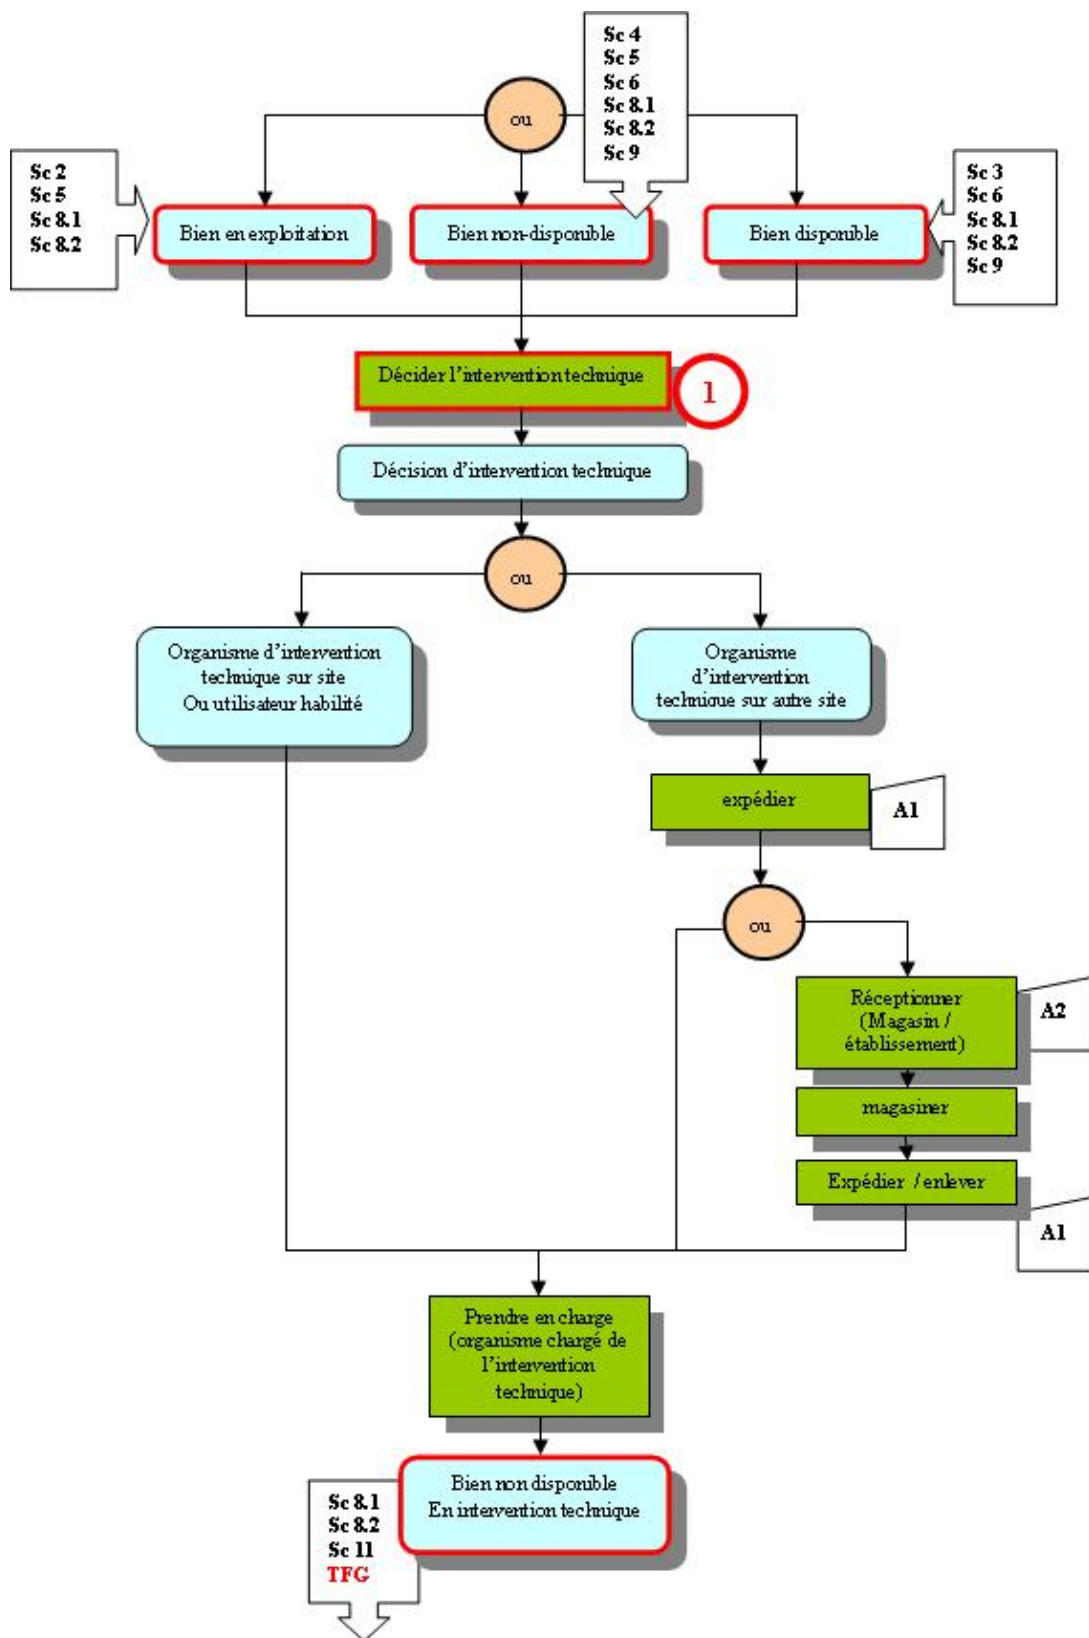 Sc 4
Sc 5
Sc 6
Sc 8.1
Sc 8.2
Sc 9
ou
Sc 2
Sc 5
Sc 8.1
Sc 8.2
Sc 3
Sc 6
Sc 8.1
Sc 8.2
Sc 9
Bien en exploitation
Bien non-disponible
Bien disponible
Décider l'intervention technique
1
Décision d'intervention technique
ou
Organisme d'intervention
technique sur site
Ou utilisateur habilité
Organisme
d'intervention
technique sur autre site
expédier
A1
ou
Réceptionner
(Magasin /
établissement)
A2
magasiner
Expédier / enlever
A1
Prendre en charge
(organisme chargé de
l'intervention
technique)
Bien non disponible
En intervention technique
Sc 8.1
Sc 8.2
Sc 11
TFG